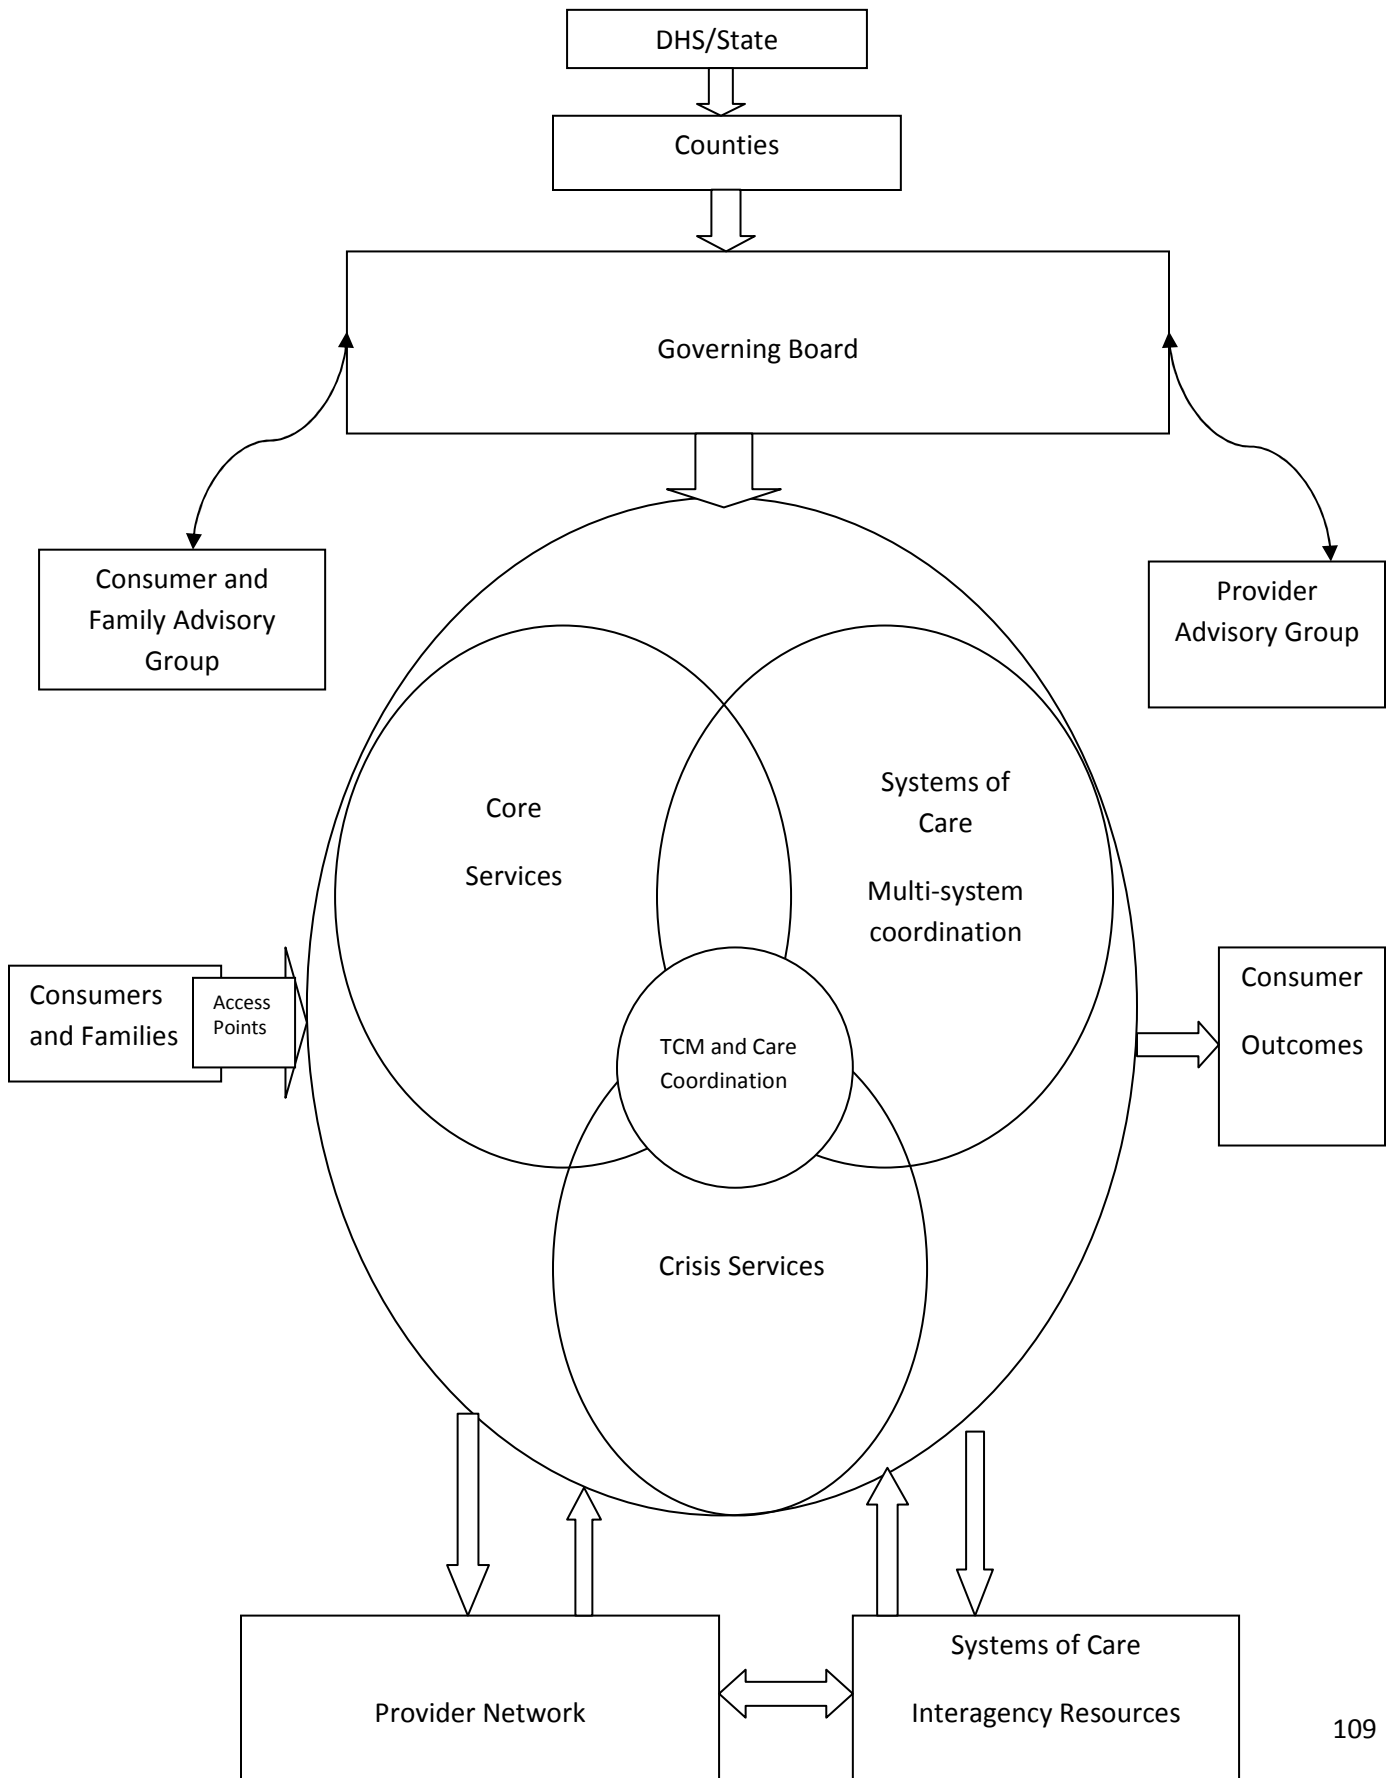 DHS/State
Counties
Governing Board
Consumer and
Family Advisory
Group
Provider
Advisory Group
Core
Services
Systems of
Care
Multi-system
coordination
Consumers
and Families
Access
Points
TCM and Care
Coordination
Consumer
Outcomes
Crisis Services
Provider Network
Systems of Care
Interagency Resources
109